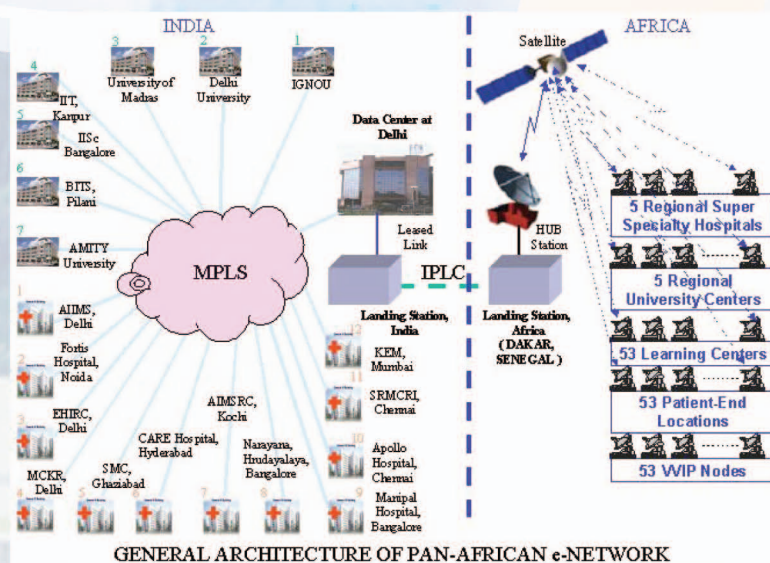 INDIA
AFRICA
4
3
2
1
IIT,
Kanpur
University of
Madras
Delhi
University
IGNOU
Satellite
5
IISc
Bangalore
Data Center at
Delhi
6
BITS,
Pilani
7
AMITY
University
MPLS
Leased
Link
IPLC
HUB
Station
Landing Station,
India
Landing Station,
Africa
( DAKAR,
SENEGAL )
5 Regional Super
Specialty Hospitals
5 Regional
University Centers
53 Learning Centers
53 Patient-End
Locations
53 VVIP Nodes
1
AIIMS,
Delhi
2
Fortis
Hospital,
Noida
3
EHIRC,
Delhi
4
MCKR,
Delhi
5
SMC,
Ghaziabad
6
CARE Hospital,
Hyderabad
7
AIMSRC,
Kochi
8
Narayana,
Hrudayalaya,
Bangalore
9
Manipal
Hospital,
Bangalore
10
Apollo
Hospital,
Chennai
11
SRMCRI,
Chennai
12
KEM,
Mumbai
GENERAL ARCHITECTURE OF PAN-AFRICAN e-NETWORK